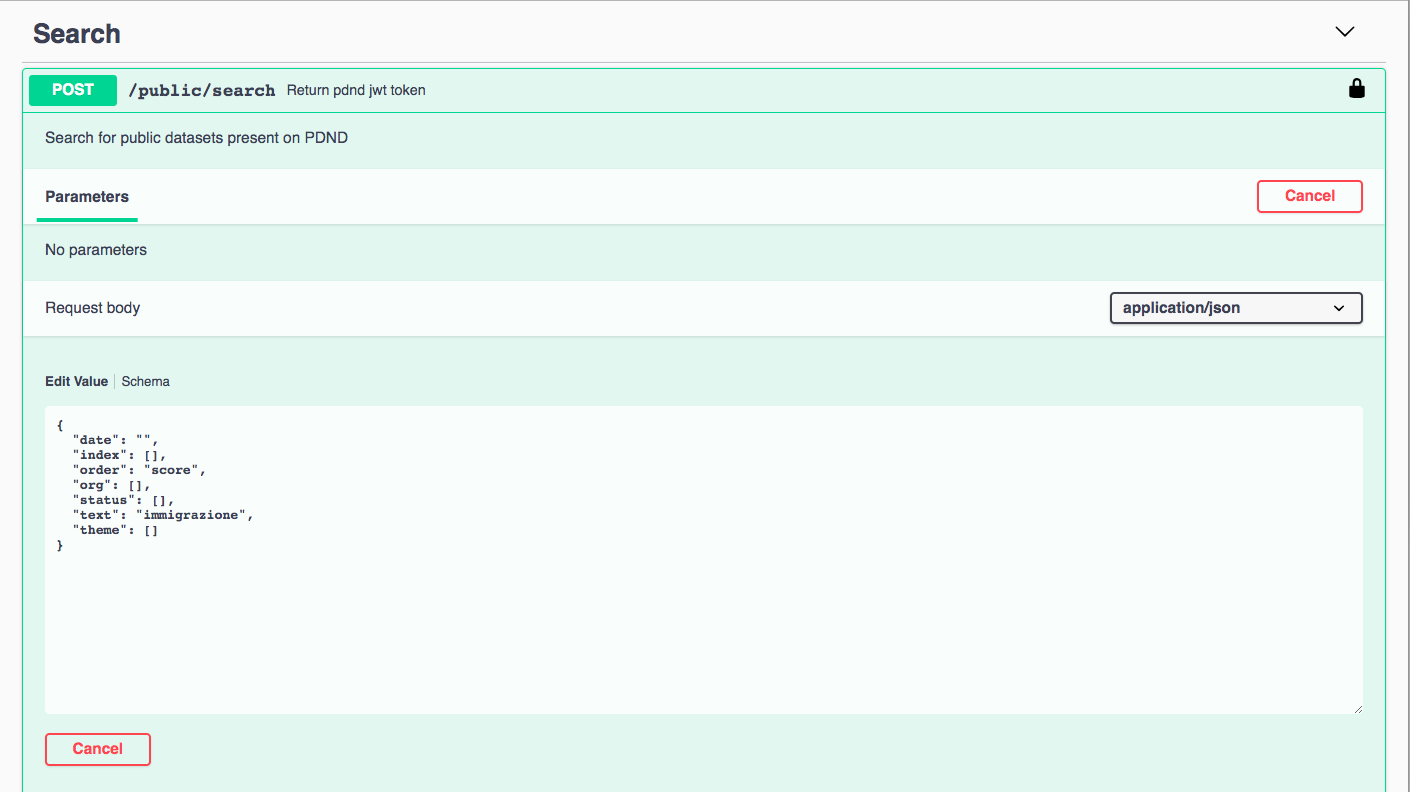 Search
POST /public/search Return pdnd jwt token
Search for public datasets present on PDND
Parameters Cancel
No parameters
Request body application/json
Edit Value Schema
{
  "date": "",
  "index": [],
  "order": "score",
  "org": [],
  "status": [],
  "text": "immigrazione",
  "theme": []
}
Cancel